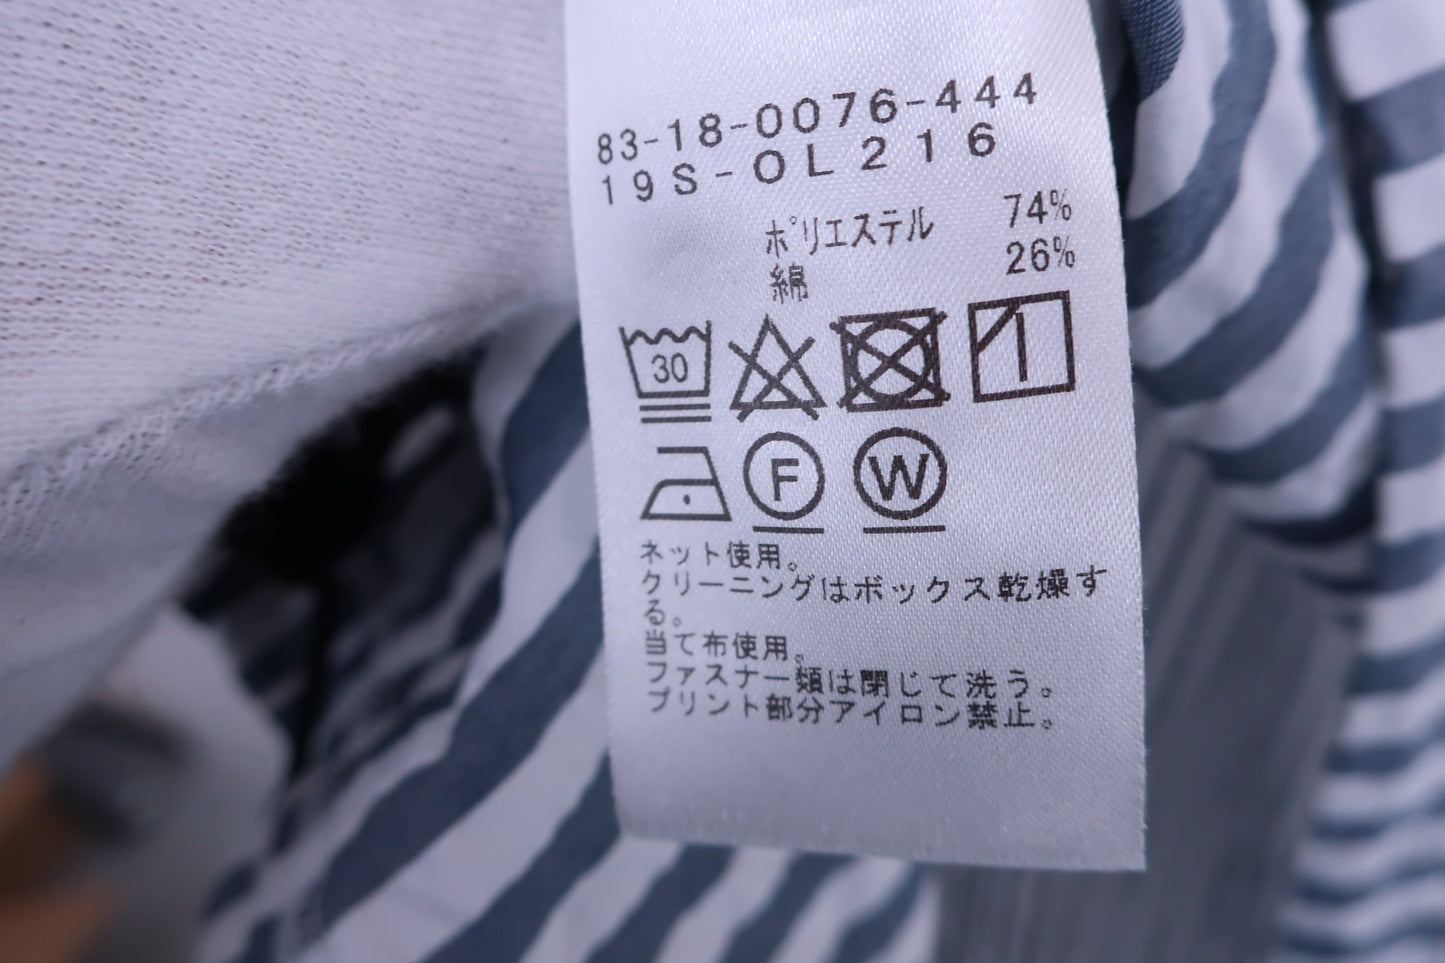 83-18-0076-444
19S-OL216
ポリエステル 74%
綿 26%
30
F W
ネット使用。
クリーニングはボックス乾燥す
る。
当て布使用。
ファスナー類は閉じて洗う。
プリント部分アイロン禁止。